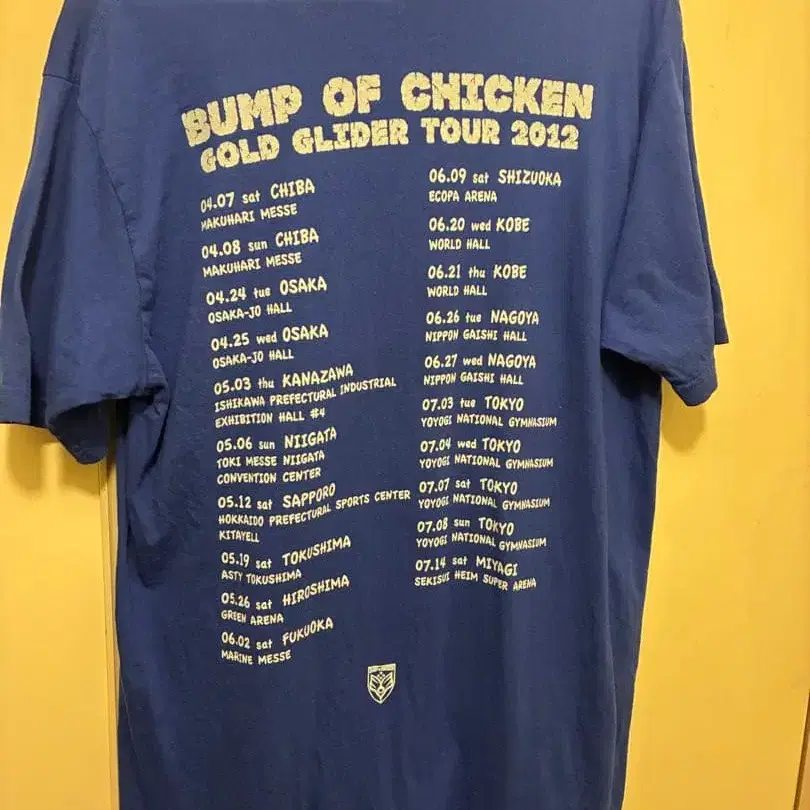 BUMP OF CHICKEN
GOLD GLIDER TOUR 2012
04.07 sat CHIBA
MAKUHARI MESSE
04.08 sun CHIBA
MAKUHARI MESSE
04.24 tue OSAKA
OSAKA-JO HALL
04.25 wed OSAKA
OSAKA-JO HALL
05.03 thu KANAZAWA
ISHIKAWA PREFECTURAL INDUSTRIAL
EXHIBITION HALL #4
05.06 sun NIIGATA
TOKI MESSE NIIGATA
CONVENTION CENTER
05.12 sat SAPPORO
HOKKAIDO PREFECTURAL SPORTS CENTER
KITAYELL
05.19 sat TOKUSHIMA
ASTY TOKUSHIMA
05.26 sat HIROSHIMA
GREEN ARENA
06.02 sat FUKUOKA
MARINE MESSE
06.09 sat SHIZUOKA
ECOPA ARENA
06.20 wed KOBE
WORLD HALL
06.21 thu KOBE
WORLD HALL
06.26 tue NAGOYA
NIPPON GAISHI HALL
06.27 wed NAGOYA
NIPPON GAISHI HALL
07.03 tue TOKYO
YOYOGI NATIONAL GYMNASIUM
07.04 wed TOKYO
YOYOGI NATIONAL GYMNASIUM
07.07 sat TOKYO
YOYOGI NATIONAL GYMNASIUM
07.08 sun TOKYO
YOYOGI NATIONAL GYMNASIUM
07.14 sat MIYAGI
SEKISUI HEIM SUPER ARENA